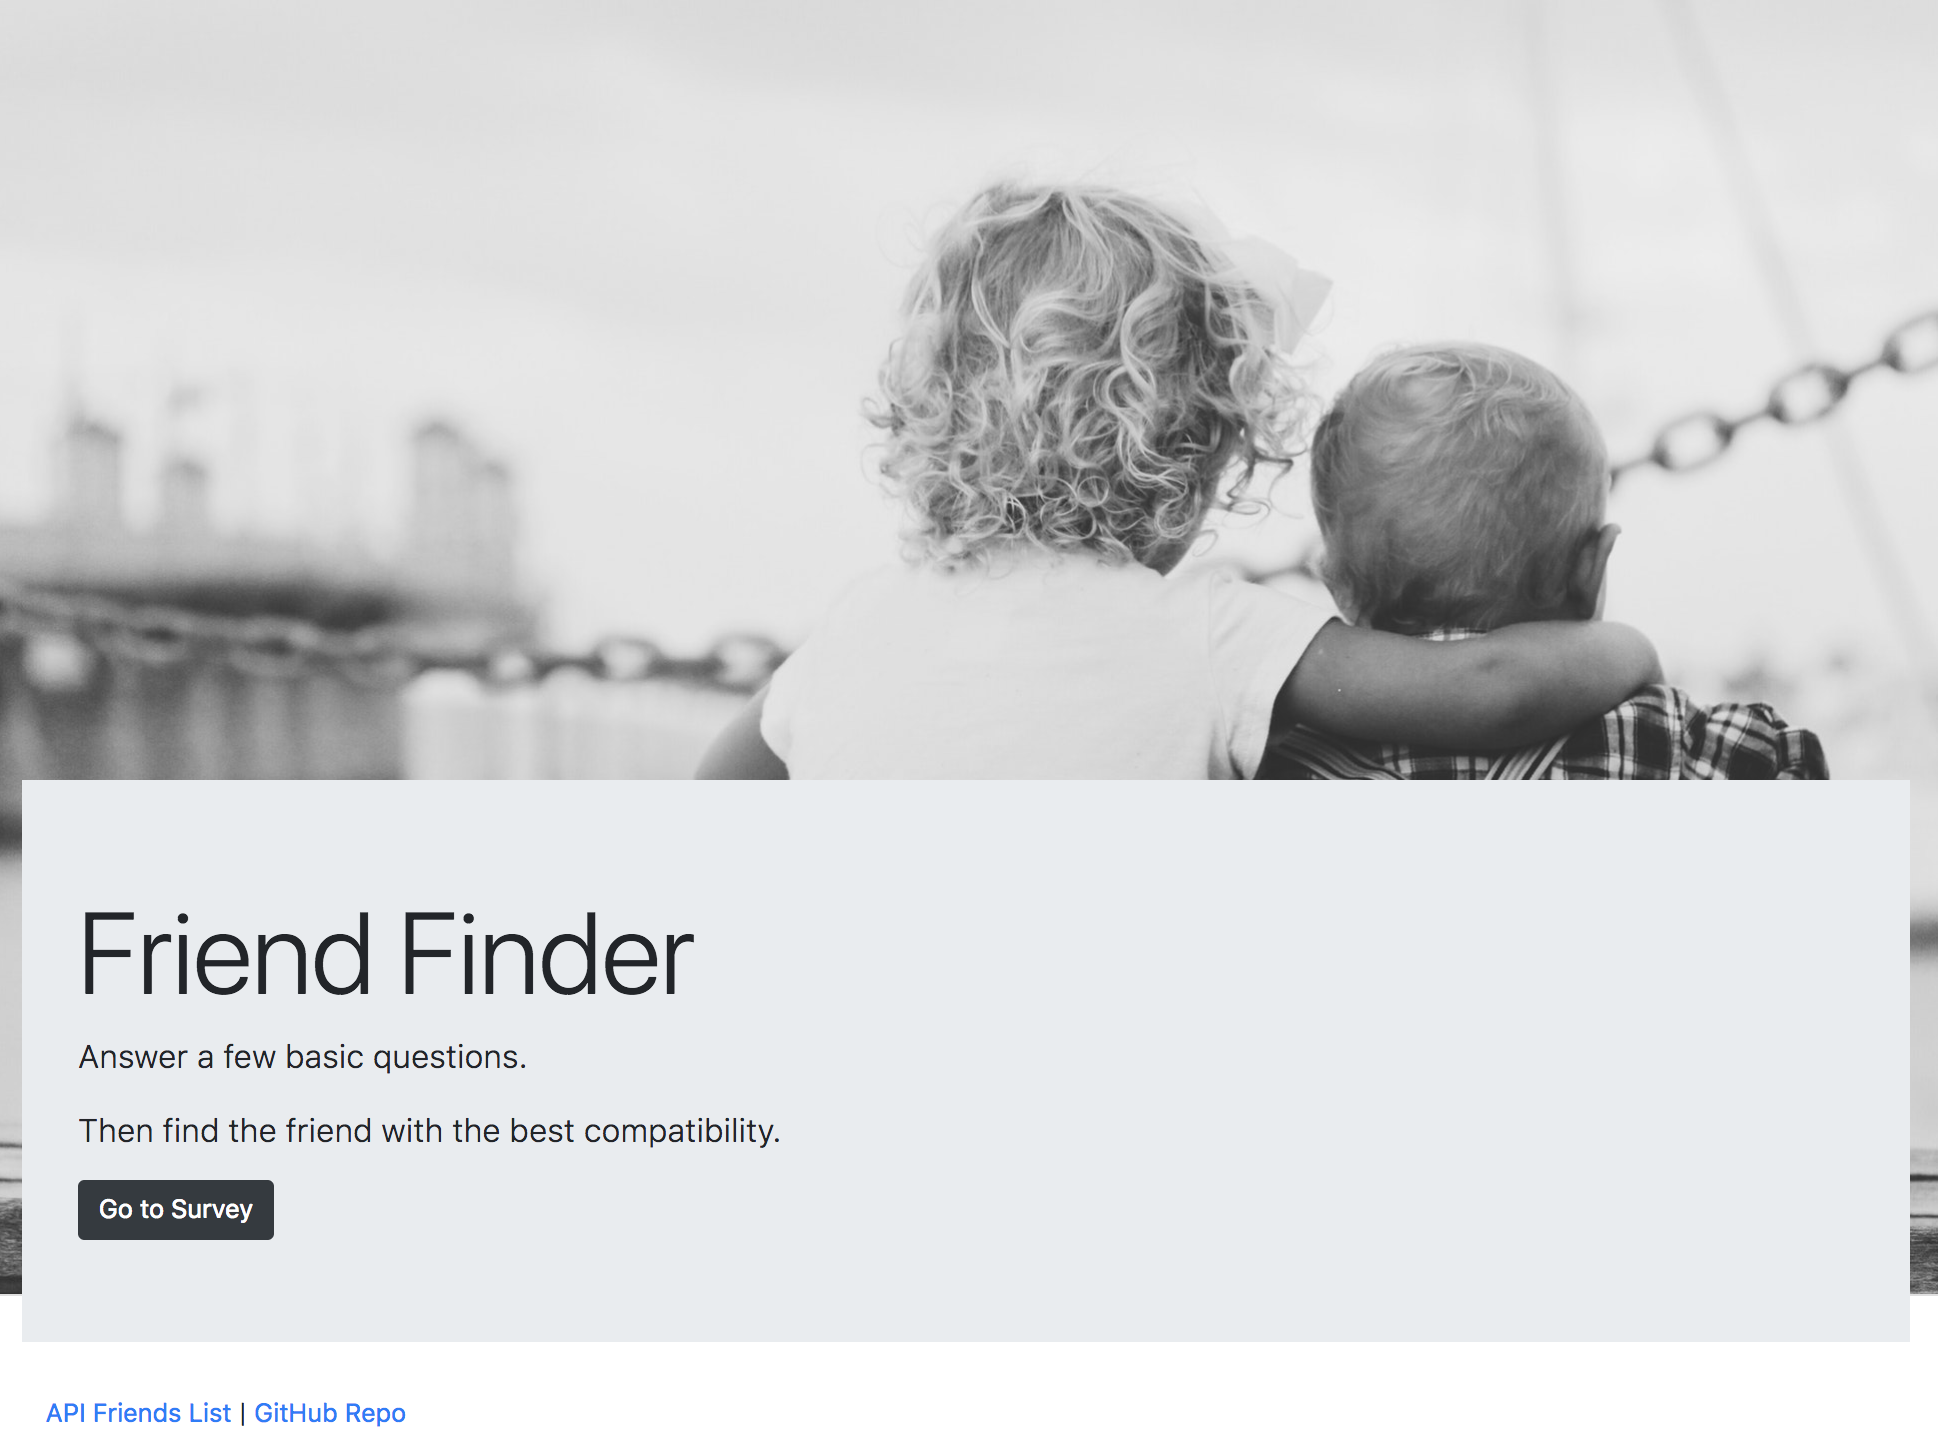 Friend Finder
Answer a few basic questions.
Then find the friend with the best compatibility.
Go to Survey
API Friends List | GitHub Repo